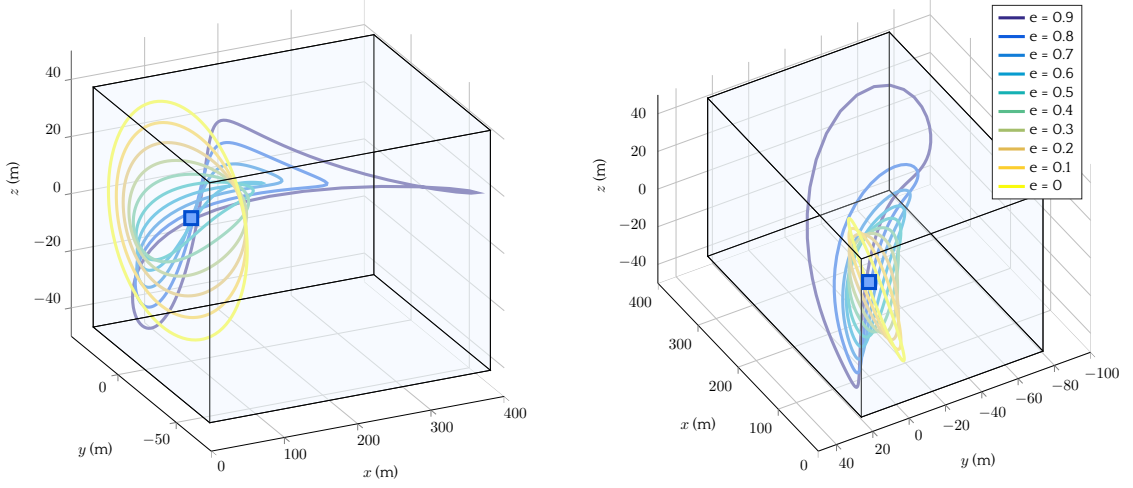 40
20
0
−20
−40
z (m)
0
−50
y (m)
0
100
200
300
400
x (m)
40
20
0
−20
−40
z (m)
400
300
200
100
0
x (m)
40
20
0
−20
−40
−60
−80
−100
y (m)
e = 0.9
e = 0.8
e = 0.7
e = 0.6
e = 0.5
e = 0.4
e = 0.3
e = 0.2
e = 0.1
e = 0